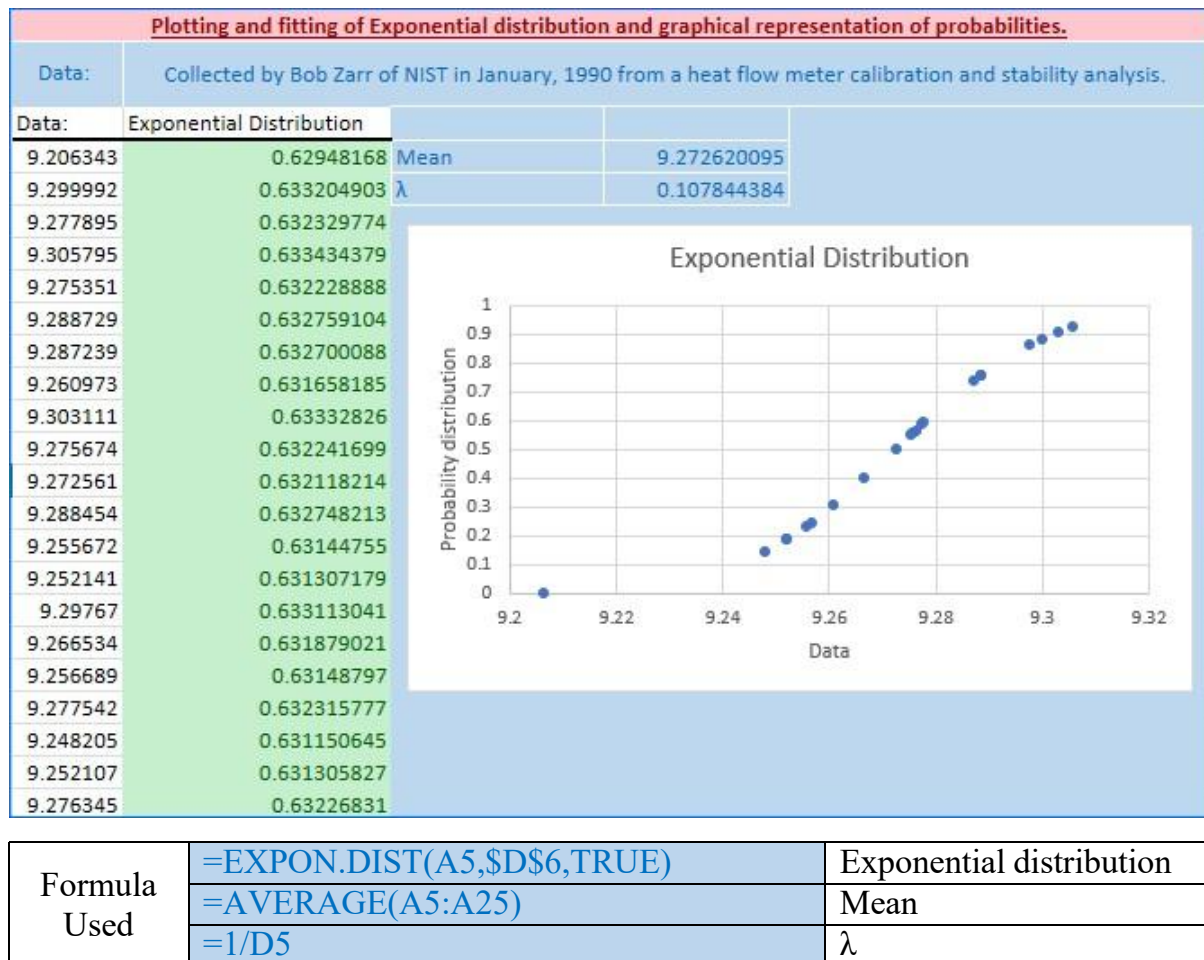 Plotting and fitting of Exponential distribution and graphical representation of probabilities.
Data: Collected by Bob Zarr of NIST in January, 1990 from a heat flow meter calibration and stability analysis.
Data: Exponential Distribution
9.206343 0.62948168 Mean 9.272620095
9.299992 0.633204903 λ 0.107844384
9.277895 0.632329774
9.305795 0.633434379
9.275351 0.632228888
9.288729 0.632759104
9.287239 0.632700088
9.260973 0.631658185
9.303111 0.63332826
9.275674 0.632241699
9.272561 0.632118214
9.288454 0.632748213
9.255672 0.63144755
9.252141 0.631307179
9.29767 0.633113041
9.266534 0.631879021
9.256689 0.63148797
9.277542 0.632315777
9.248205 0.631150645
9.252107 0.631305827
9.276345 0.63226831
Exponential Distribution
Probability distribution
1
0.9
0.8
0.7
0.6
0.5
0.4
0.3
0.2
0.1
0
9.2 9.22 9.24 9.26 9.28 9.3 9.32
Data
Formula Used
=EXPON.DIST(A5,$D$6,TRUE) Exponential distribution
=AVERAGE(A5:A25) Mean
=1/D5 λ